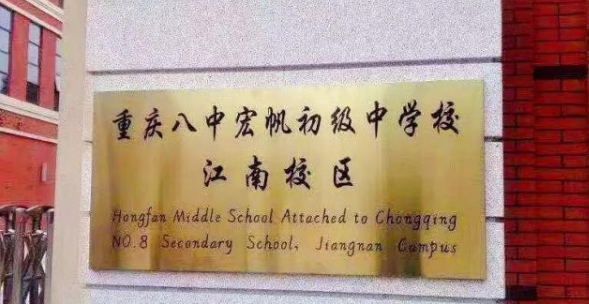 重庆八中宏帆初级中学校
江南校区
Hongfan Middle School Attached to Chongqing
NO.8 Secondary School, Jiangnan Campus